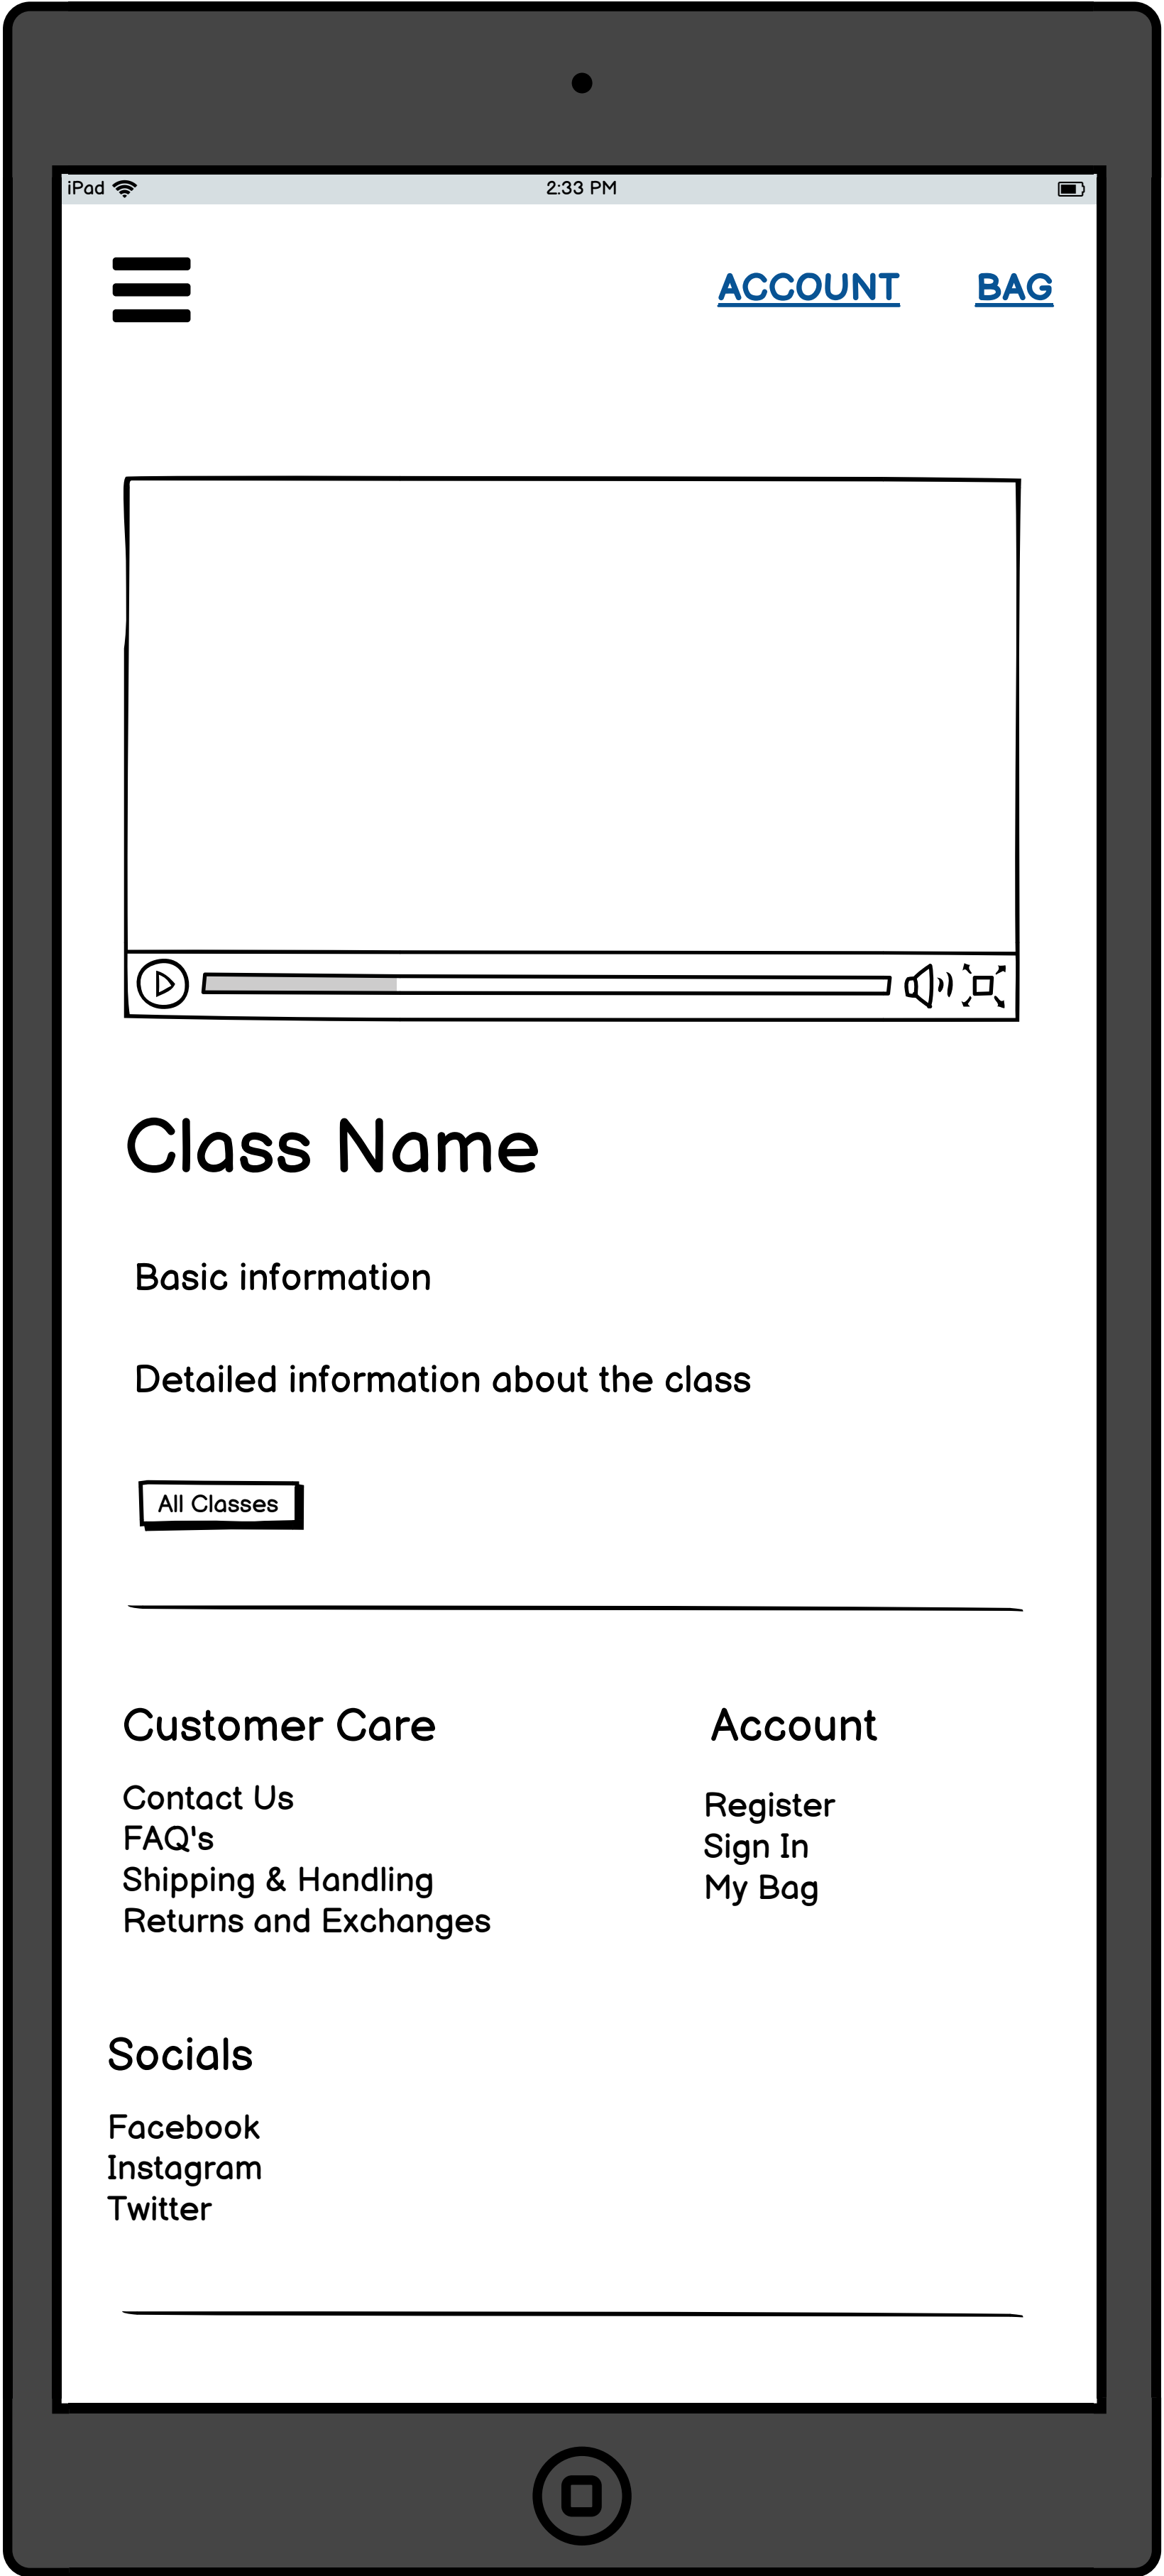 iPad 2:33 PM
ACCOUNT BAG
Class Name
Basic information
Detailed information about the class
All Classes
Customer Care
Contact Us
FAQ's
Shipping & Handling
Returns and Exchanges
Account
Register
Sign In
My Bag
Socials
Facebook
Instagram
Twitter